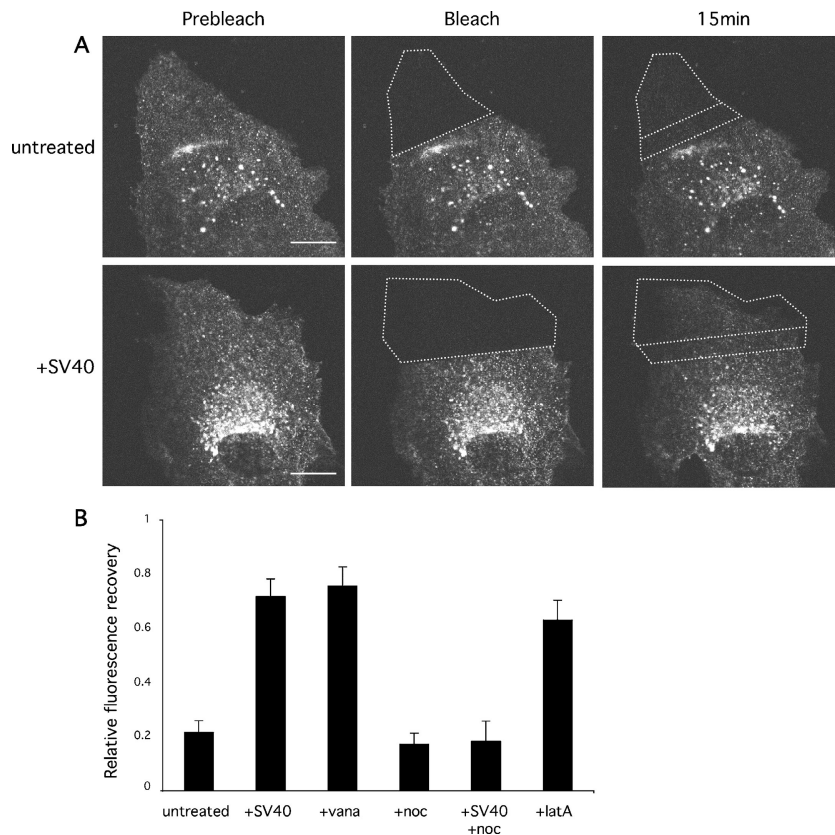 Prebleach Bleach 15min
A
untreated
+SV40
B
Relative fluorescence recovery
1
0.8
0.6
0.4
0.2
0
untreated +SV40 +vana +noc +SV40 +latA
+noc